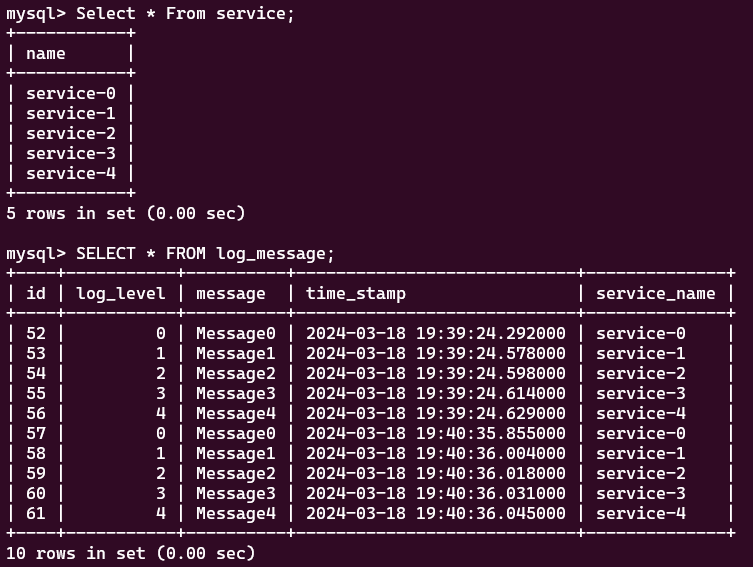 mysql> Select * From service;
+-----------+
| name      |
+-----------+
| service-0 |
| service-1 |
| service-2 |
| service-3 |
| service-4 |
+-----------+
5 rows in set (0.00 sec)

mysql> SELECT * FROM log_message;
+----+-----------+----------+----------------------------+--------------+
| id | log_level | message  | time_stamp                 | service_name |
+----+-----------+----------+----------------------------+--------------+
| 52 |         0 | Message0 | 2024-03-18 19:39:24.292000 | service-0    |
| 53 |         1 | Message1 | 2024-03-18 19:39:24.578000 | service-1    |
| 54 |         2 | Message2 | 2024-03-18 19:39:24.598000 | service-2    |
| 55 |         3 | Message3 | 2024-03-18 19:39:24.614000 | service-3    |
| 56 |         4 | Message4 | 2024-03-18 19:39:24.629000 | service-4    |
| 57 |         0 | Message0 | 2024-03-18 19:40:35.855000 | service-0    |
| 58 |         1 | Message1 | 2024-03-18 19:40:36.004000 | service-1    |
| 59 |         2 | Message2 | 2024-03-18 19:40:36.018000 | service-2    |
| 60 |         3 | Message3 | 2024-03-18 19:40:36.031000 | service-3    |
| 61 |         4 | Message4 | 2024-03-18 19:40:36.045000 | service-4    |
+----+-----------+----------+----------------------------+--------------+
10 rows in set (0.00 sec)